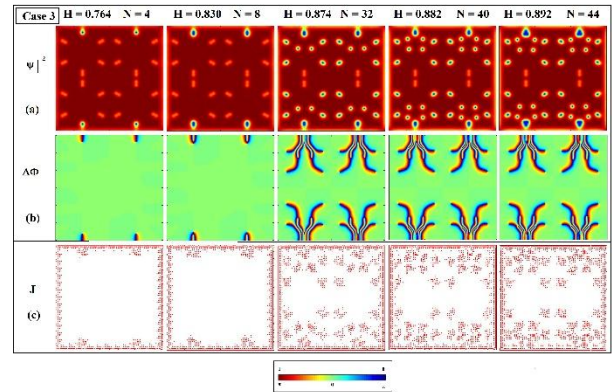 Case 3 H = 0.764 N = 4 H = 0.830 N = 8 H = 0.874 N = 32 H = 0.882 N = 40 H = 0.892 N = 44
|ψ|²
(a)
ΔΦ
(b)
J
(c)